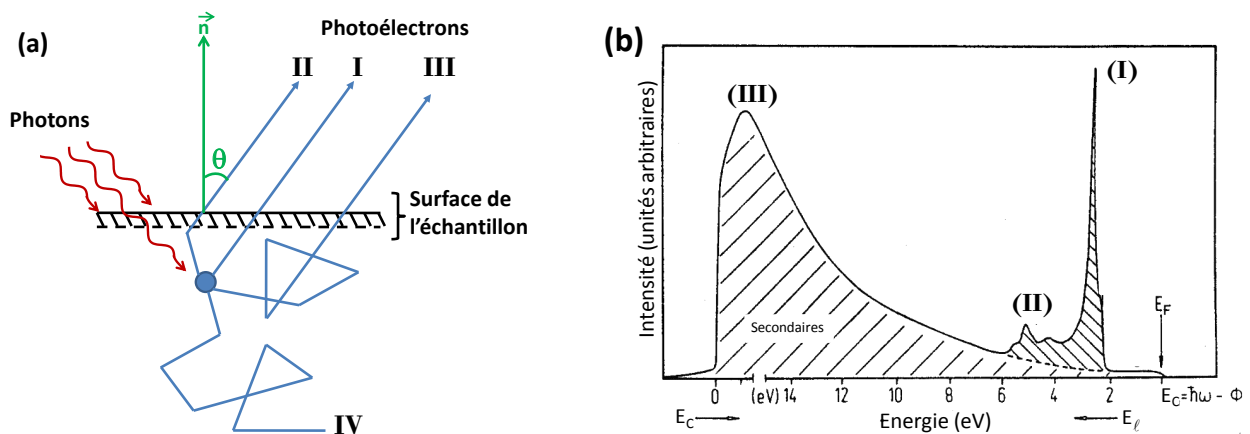 (a)
n
Photoélectrons
II I III
Photons
θ
Surface de
l'échantillon
IV
(b)
Intensité (unités arbitraires)
(III)
(I)
(II)
Secondaires
E_F
0 (eV) 14 12 10 8 6 4 2 E_C=ħω - Φ
E_C Energie (eV) E_ℓ